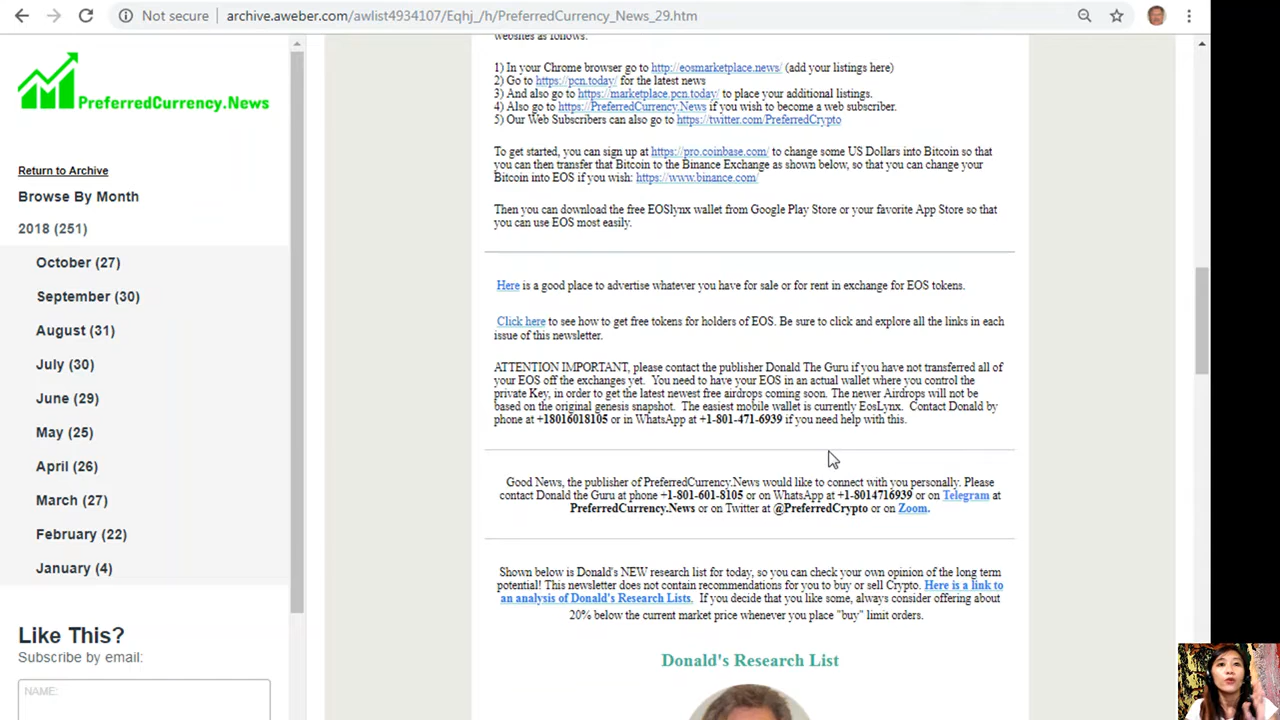 Not secure | archive.aweber.com/awlist4934107/Eqhj_/h/PreferredCurrency_News_29.htm
PreferredCurrency.News
Return to Archive
Browse By Month
2018 (251)
October (27)
September (30)
August (31)
July (30)
June (29)
May (25)
April (26)
March (27)
February (22)
January (4)
Like This?
Subscribe by email:
NAME:
websites as follows:
1) In your Chrome browser go to http://eosmarketplace.news/ (add your listings here)
2) Go to https://pcn.today/ for the latest news
3) And also go to https://marketplace.pcn.today/ to place your additional listings.
4) Also go to https://PreferredCurrency.News if you wish to become a web subscriber.
5) Our Web Subscribers can also go to https://twitter.com/PreferredCrypto
To get started, you can sign up at https://pro.coinbase.com/ to change some US Dollars into Bitcoin so that
you can then transfer that Bitcoin to the Binance Exchange as shown below, so that you can change your
Bitcoin into EOS if you wish: https://www.binance.com/
Then you can download the free EOSlynx wallet from Google Play Store or your favorite App Store so that
you can use EOS most easily.
Here is a good place to advertise whatever you have for sale or for rent in exchange for EOS tokens.
Click here to see how to get free tokens for holders of EOS. Be sure to click and explore all the links in each
issue of this newsletter.
ATTENTION IMPORTANT, please contact the publisher Donald The Guru if you have not transferred all of
your EOS off the exchanges yet. You need to have your EOS in an actual wallet where you control the
private Key, in order to get the latest newest free airdrops coming soon. The newer Airdrops will not be
based on the original genesis snapshot. The easiest mobile wallet is currently EosLynx. Contact Donald by
phone at +18016018105 or in WhatsApp at +1-801-471-6939 if you need help with this.
Good News, the publisher of PreferredCurrency.News would like to connect with you personally. Please
contact Donald the Guru at phone +1-801-601-8105 or on WhatsApp at +1-8014716939 or on Telegram at
PreferredCurrency.News or on Twitter at @PreferredCrypto or on Zoom.
Shown below is Donald's NEW research list for today, so you can check your own opinion of the long term
potential! This newsletter does not contain recommendations for you to buy or sell Crypto. Here is a link to
an analysis of Donald's Research Lists. If you decide that you like some, always consider offering about
20% below the current market price whenever you place "buy" limit orders.
Donald's Research List